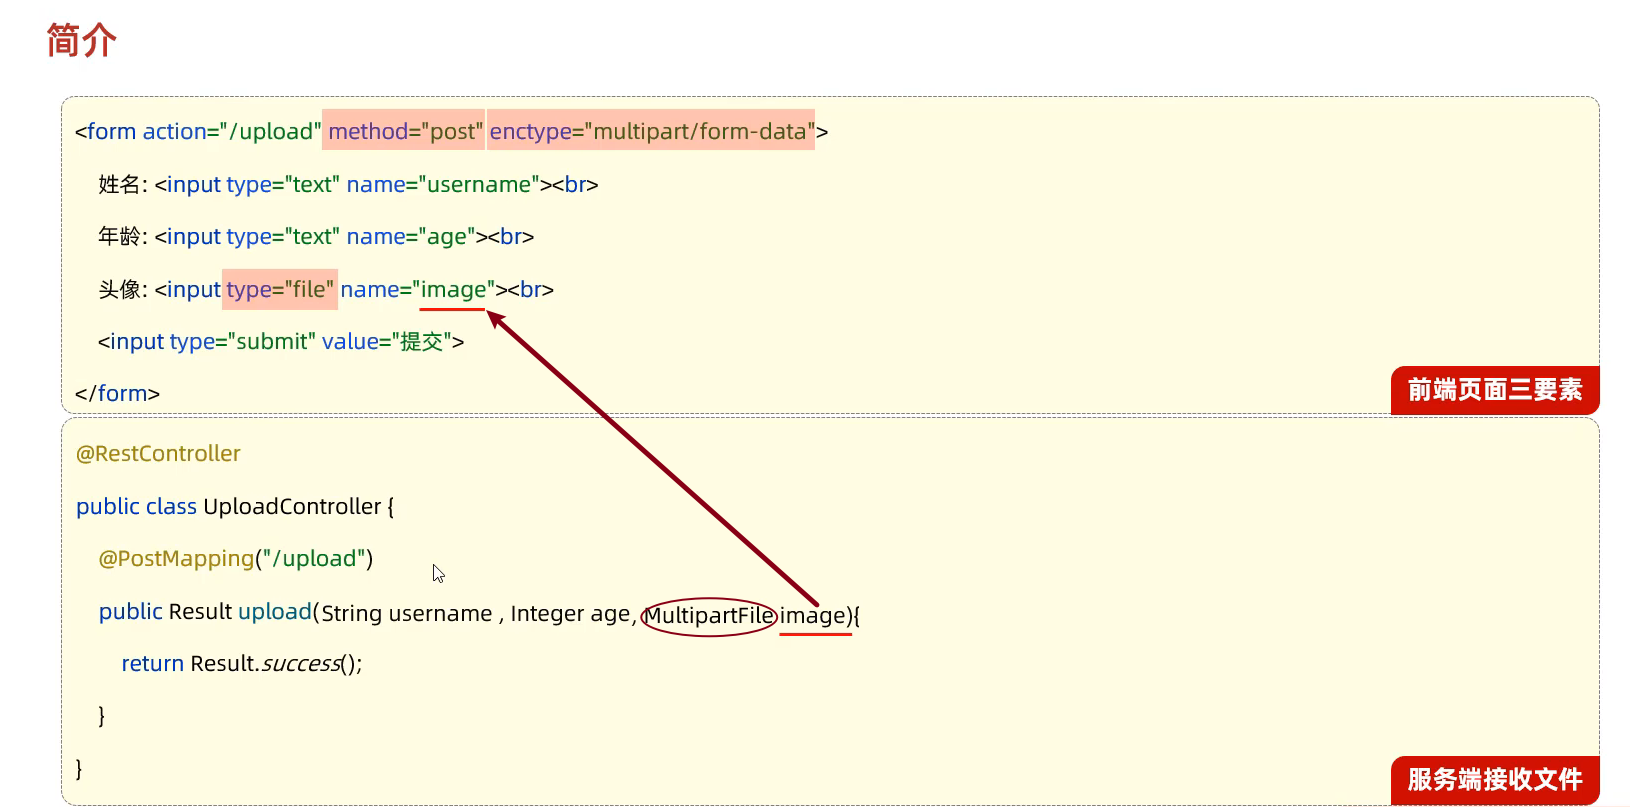 简介
<form action="/upload" method="post" enctype="multipart/form-data">
姓名: <input type="text" name="username"><br>
年龄: <input type="text" name="age"><br>
头像: <input type="file" name="image"><br>
<input type="submit" value="提交">
</form>
前端页面三要素
@RestController
public class UploadController {
@PostMapping("/upload")
public Result upload(String username , Integer age, MultipartFile image){
return Result.success();
}
}
服务端接收文件